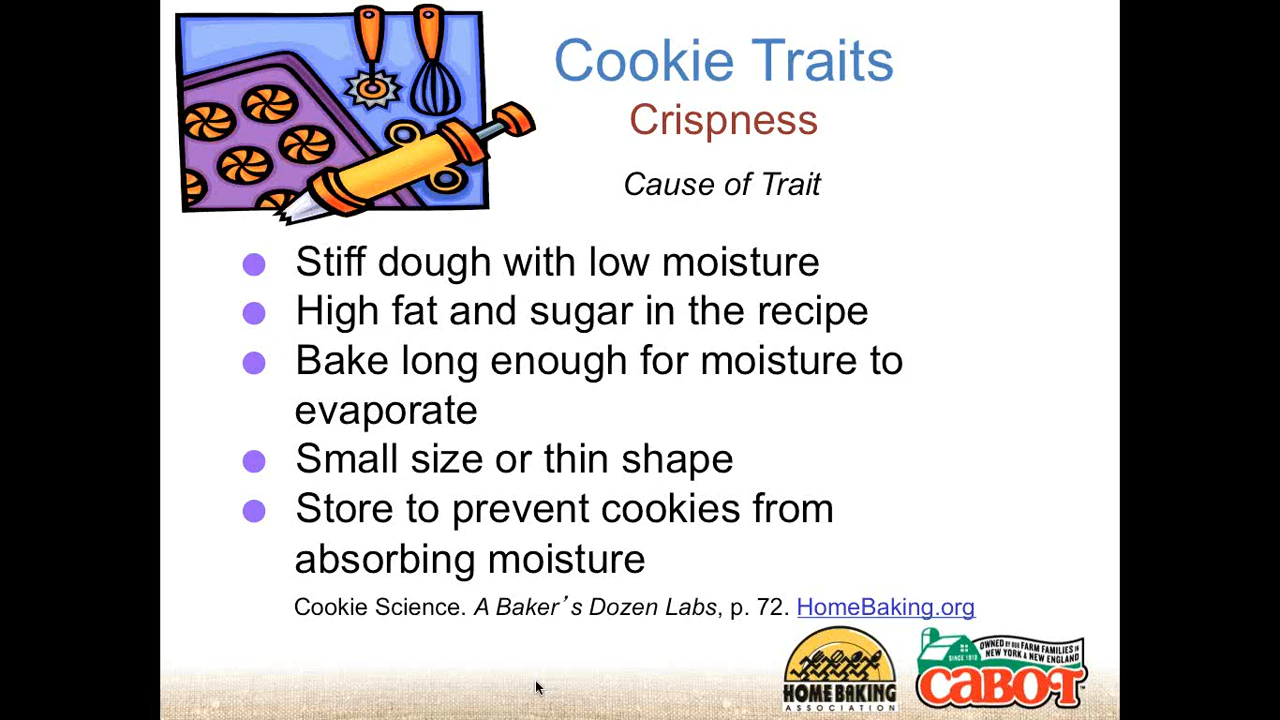 Cookie Traits
Crispness
Cause of Trait
Stiff dough with low moisture
High fat and sugar in the recipe
Bake long enough for moisture to
evaporate
Small size or thin shape
Store to prevent cookies from
absorbing moisture
Cookie Science. A Baker’s Dozen Labs, p. 72. HomeBaking.org
HOME BAKING
ASSOCIATION
SINCE 1919
OWNED BY OUR FARM FAMILIES IN
NEW YORK & NEW ENGLAND
CABOT